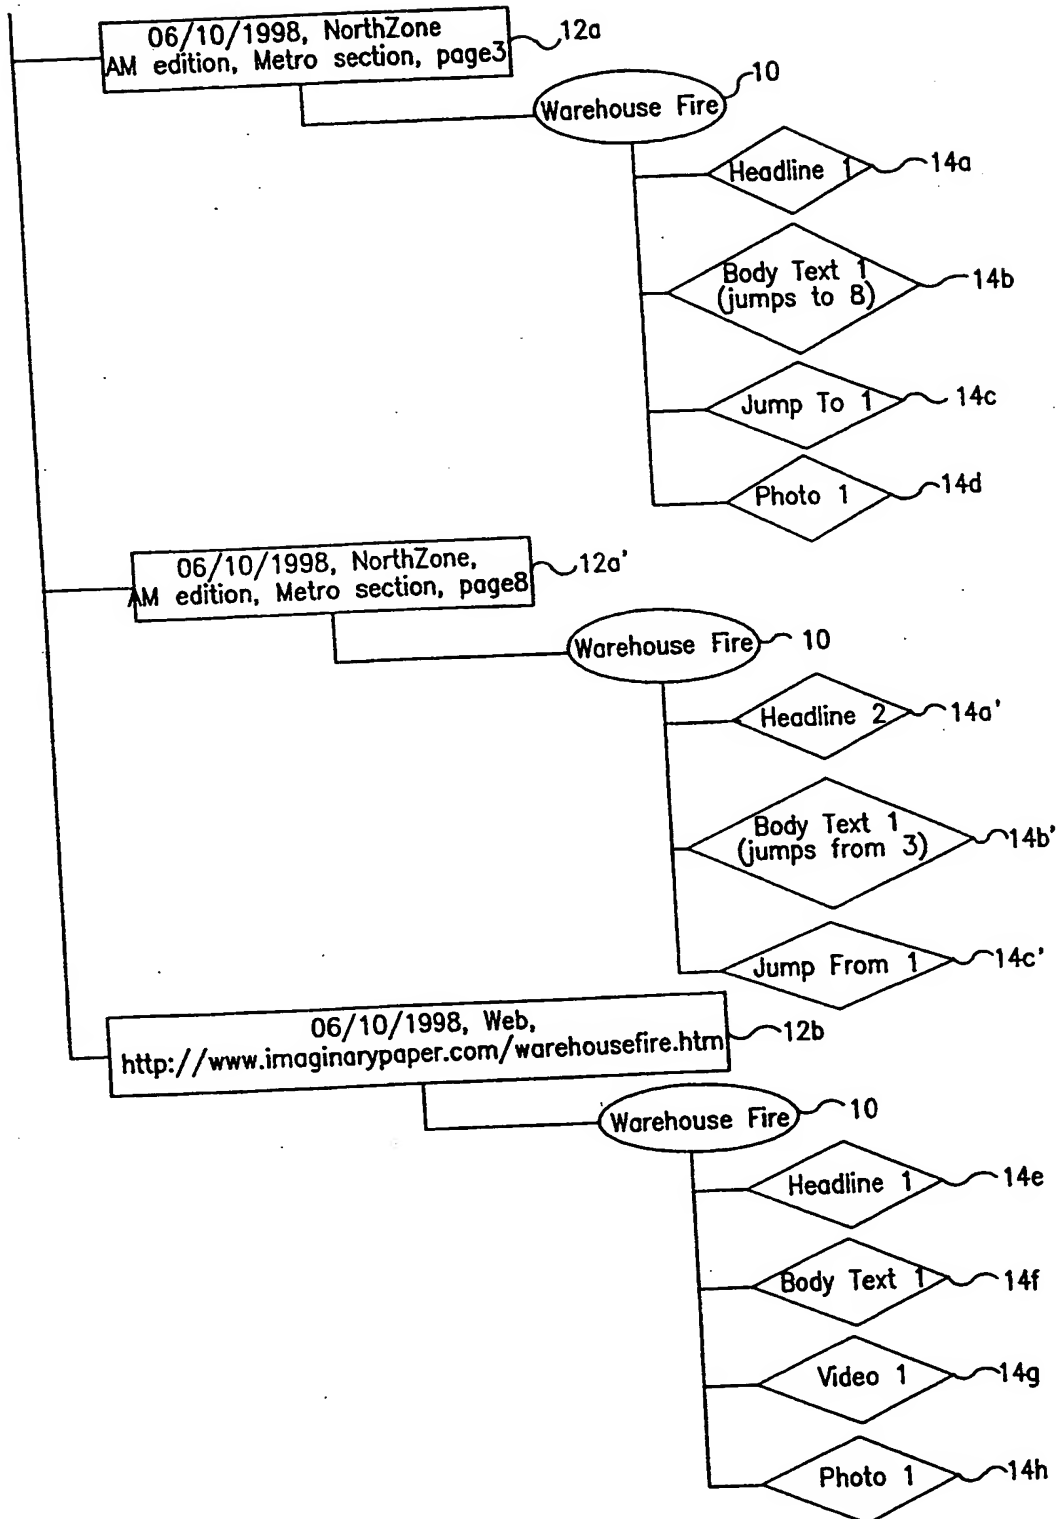 06/10/1998, NorthZone
AM edition, Metro section, page3
12a
Warehouse Fire
10
Headline 1
14a
Body Text 1
(jumps to 8)
14b
Jump To 1
14c
Photo 1
14d
06/10/1998, NorthZone,
AM edition, Metro section, page8
12a'
Warehouse Fire
10
Headline 2
14a'
Body Text 1
(jumps from 3)
14b'
Jump From 1
14c'
06/10/1998, Web,
http://www.imaginarypaper.com/warehousefire.htm
12b
Warehouse Fire
10
Headline 1
14e
Body Text 1
14f
Video 1
14g
Photo 1
14h